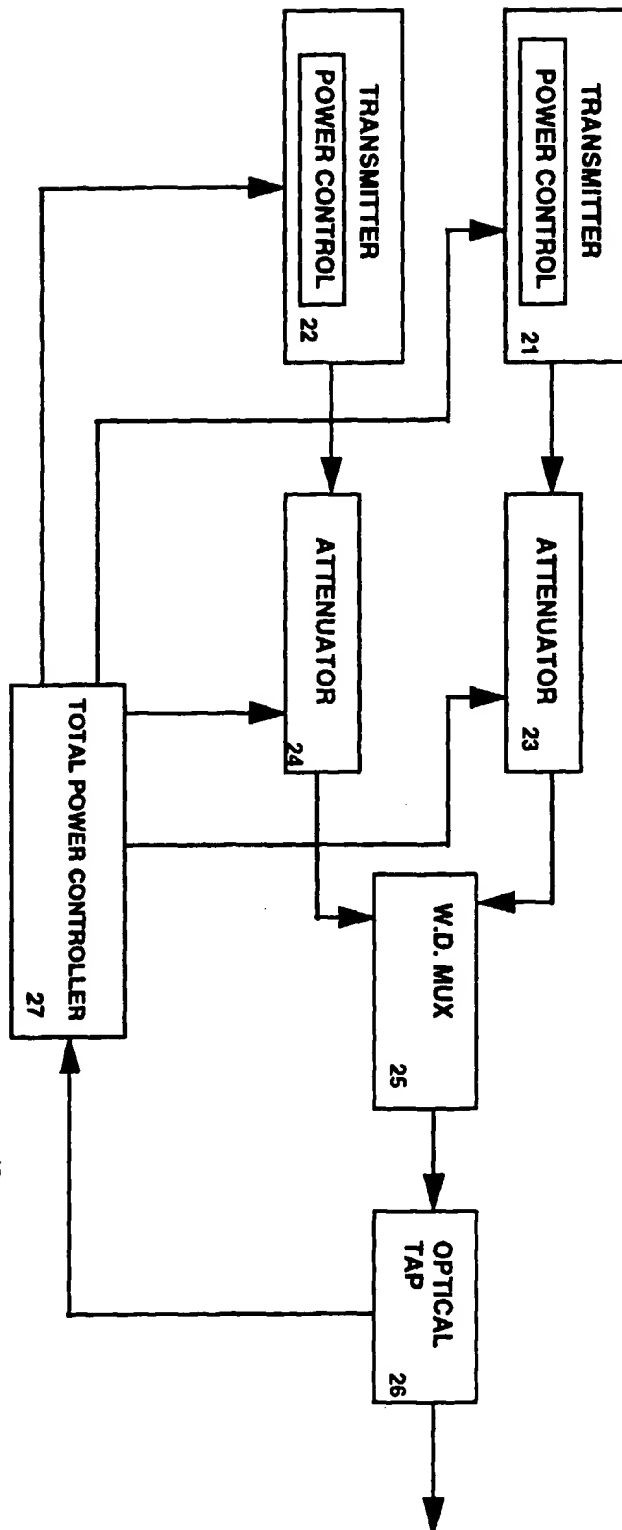 TRANSMITTER
POWER CONTROL
21
ATTENUATOR
23
TRANSMITTER
POWER CONTROL
22
ATTENUATOR
24
W.D. MUX
25
OPTICAL
TAP
26
TOTAL POWER CONTROLLER
27